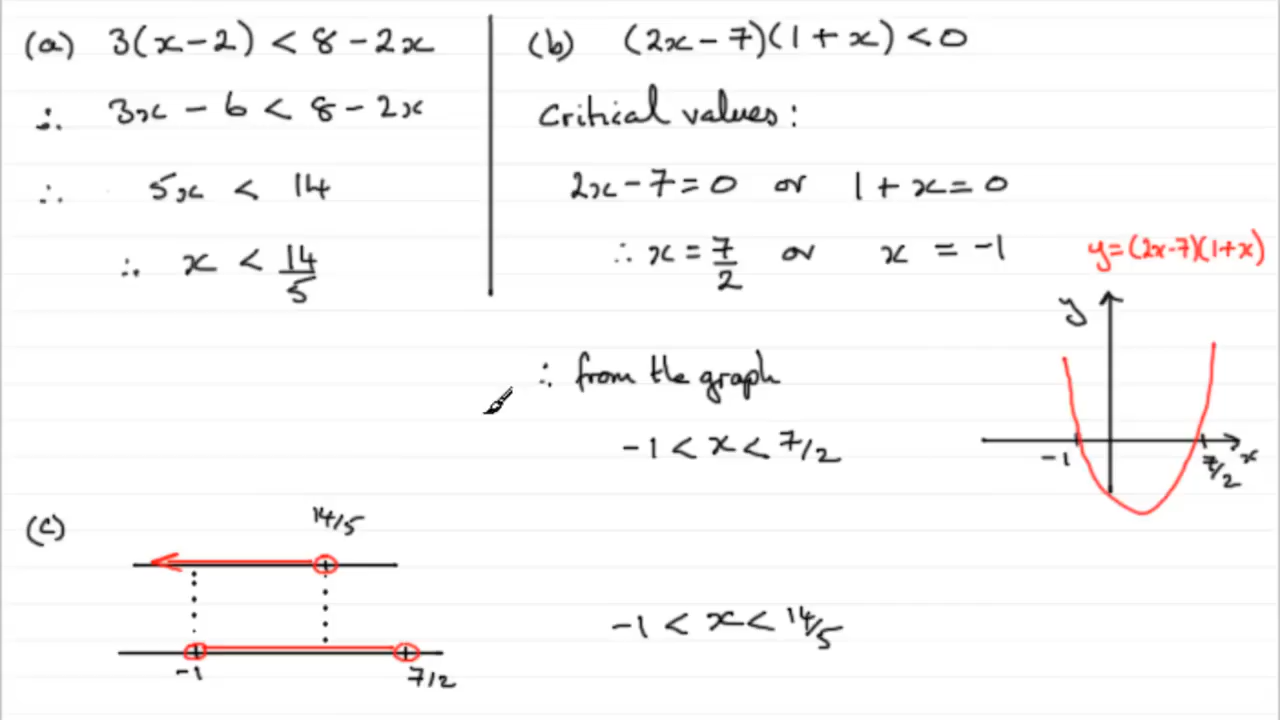 (a) 3(x-2) < 8-2x
∴ 3x - 6 < 8 - 2x
∴ 5x < 14
∴ x < 14/5
(b) (2x-7)(1+x) < 0
Critical values:
2x-7=0 or 1+x=0
∴ x = 7/2 or x = -1
y=(2x-7)(1+x)
y
-1
7/2
x
∴ from the graph
-1 < x < 7/2
(c)
14/5
-1
7/2
-1 < x < 14/5